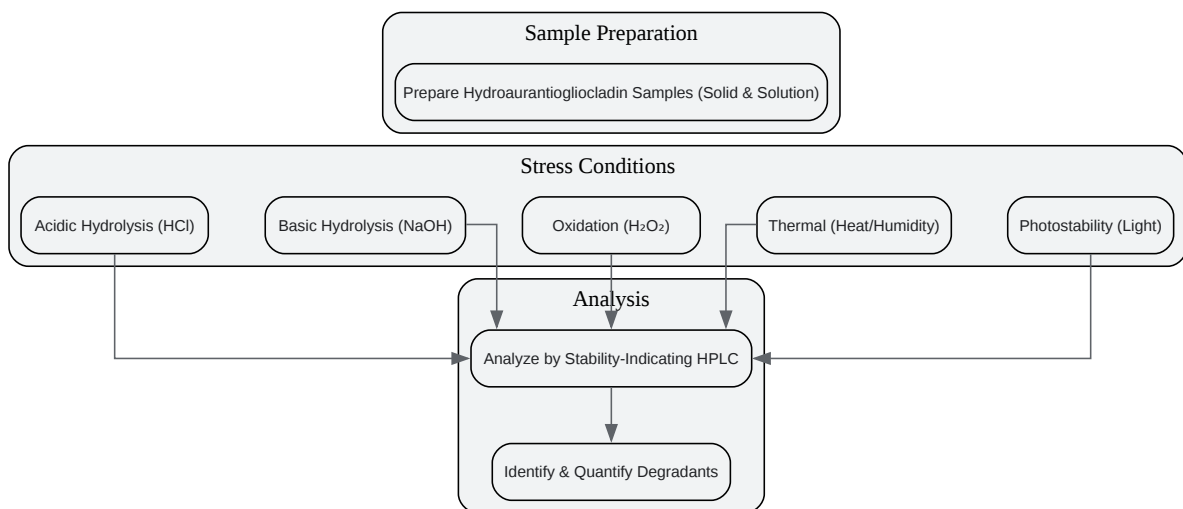 Sample Preparation
Prepare Hydroaurantiogliocladin Samples (Solid & Solution)
Stress Conditions
Acidic Hydrolysis (HCl)
Basic Hydrolysis (NaOH)
Oxidation (H₂O₂)
Thermal (Heat/Humidity)
Photostability (Light)
Analysis
Analyze by Stability-Indicating HPLC
Identify & Quantify Degradants